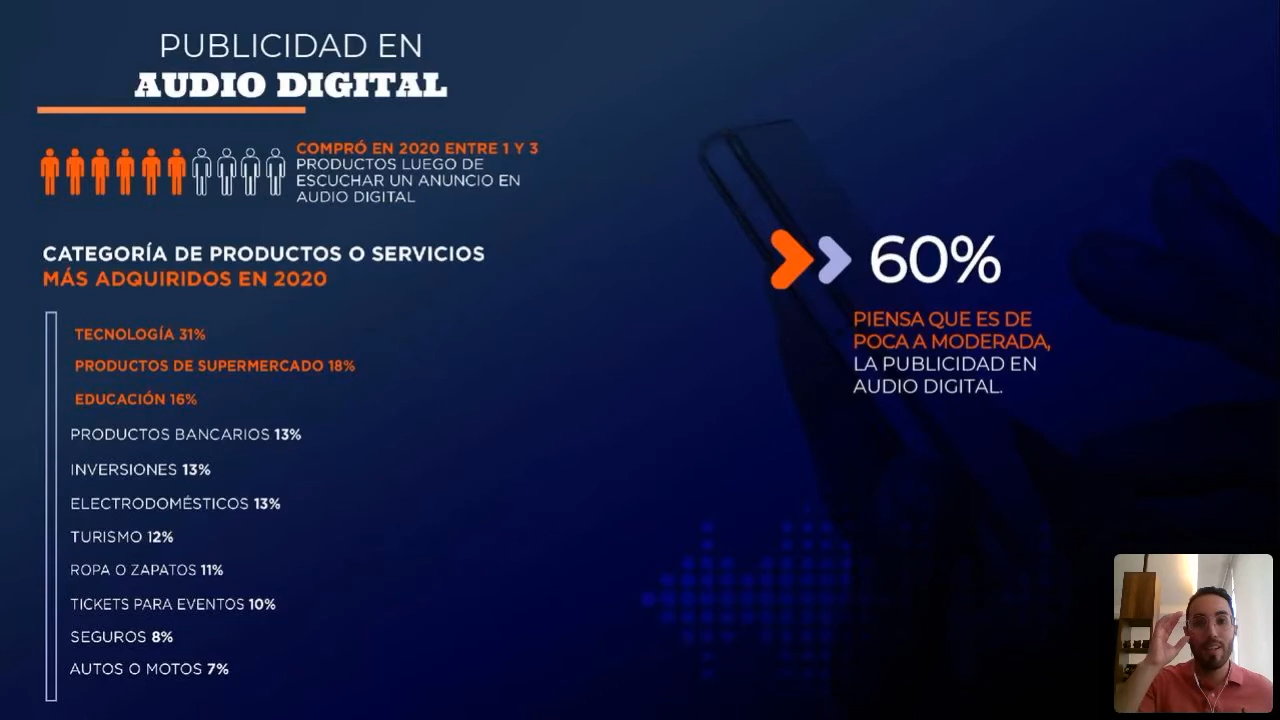 PUBLICIDAD EN
AUDIO DIGITAL
COMPRÓ EN 2020 ENTRE 1 Y 3
PRODUCTOS LUEGO DE
ESCUCHAR UN ANUNCIO EN
AUDIO DIGITAL
CATEGORÍA DE PRODUCTOS O SERVICIOS
MÁS ADQUIRIDOS EN 2020
TECNOLOGÍA 31%
PRODUCTOS DE SUPERMERCADO 18%
EDUCACIÓN 16%
PRODUCTOS BANCARIOS 13%
INVERSIONES 13%
ELECTRODOMÉSTICOS 13%
TURISMO 12%
ROPA O ZAPATOS 11%
TICKETS PARA EVENTOS 10%
SEGUROS 8%
AUTOS O MOTOS 7%
60%
PIENSA QUE ES DE
POCA A MODERADA,
LA PUBLICIDAD EN
AUDIO DIGITAL.